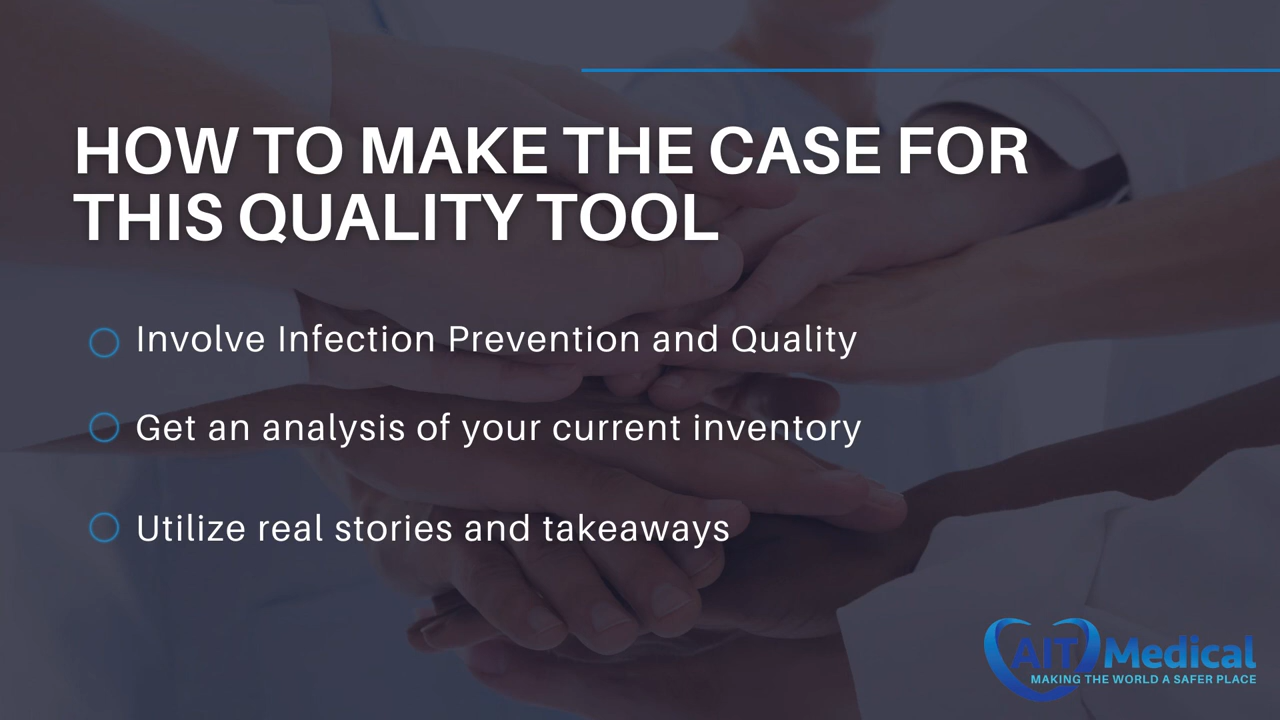 HOW TO MAKE THE CASE FOR
THIS QUALITY TOOL
Involve Infection Prevention and Quality
Get an analysis of your current inventory
Utilize real stories and takeaways
AIT Medical
MAKING THE WORLD A SAFER PLACE